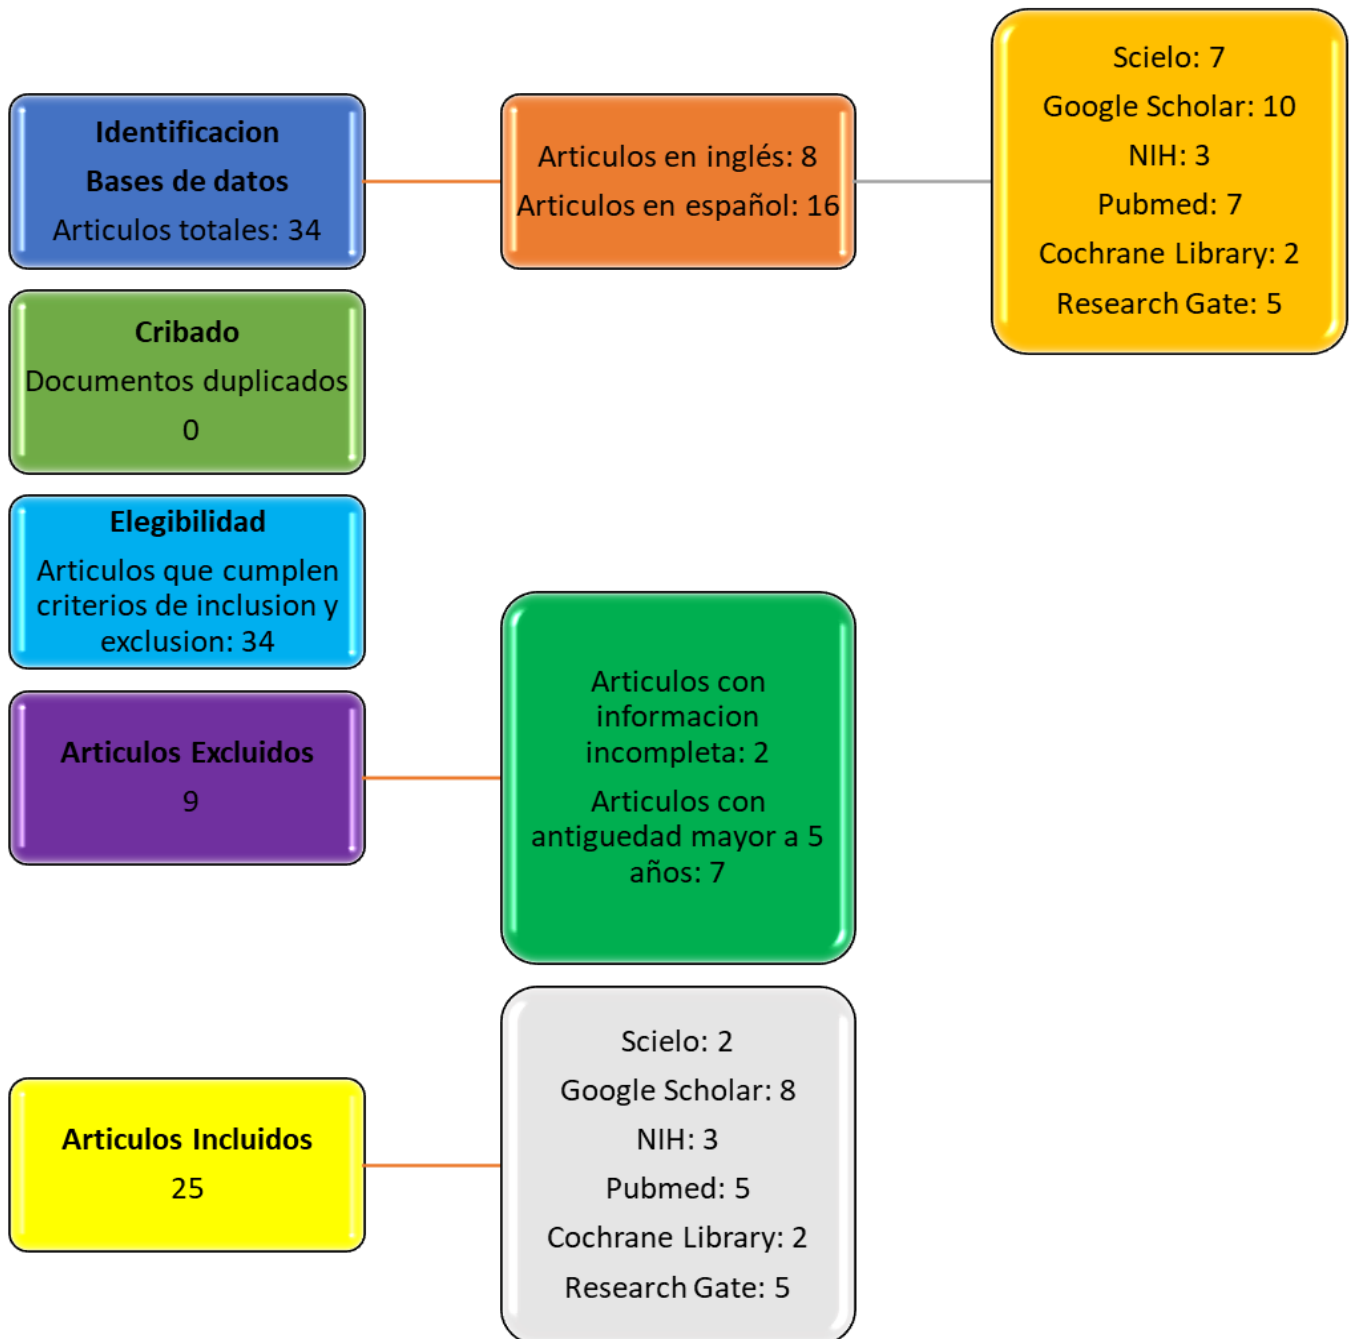 Identificacion
Bases de datos
Articulos totales: 34
Articulos en inglés: 8
Articulos en español: 16
Scielo: 7
Google Scholar: 10
NIH: 3
Pubmed: 7
Cochrane Library: 2
Research Gate: 5
Cribado
Documentos duplicados
0
Elegibilidad
Articulos que cumplen
criterios de inclusion y
exclusion: 34
Articulos Excluidos
9
Articulos con
informacion
incompleta: 2
Articulos con
antiguedad mayor a 5
años: 7
Articulos Incluidos
25
Scielo: 2
Google Scholar: 8
NIH: 3
Pubmed: 5
Cochrane Library: 2
Research Gate: 5